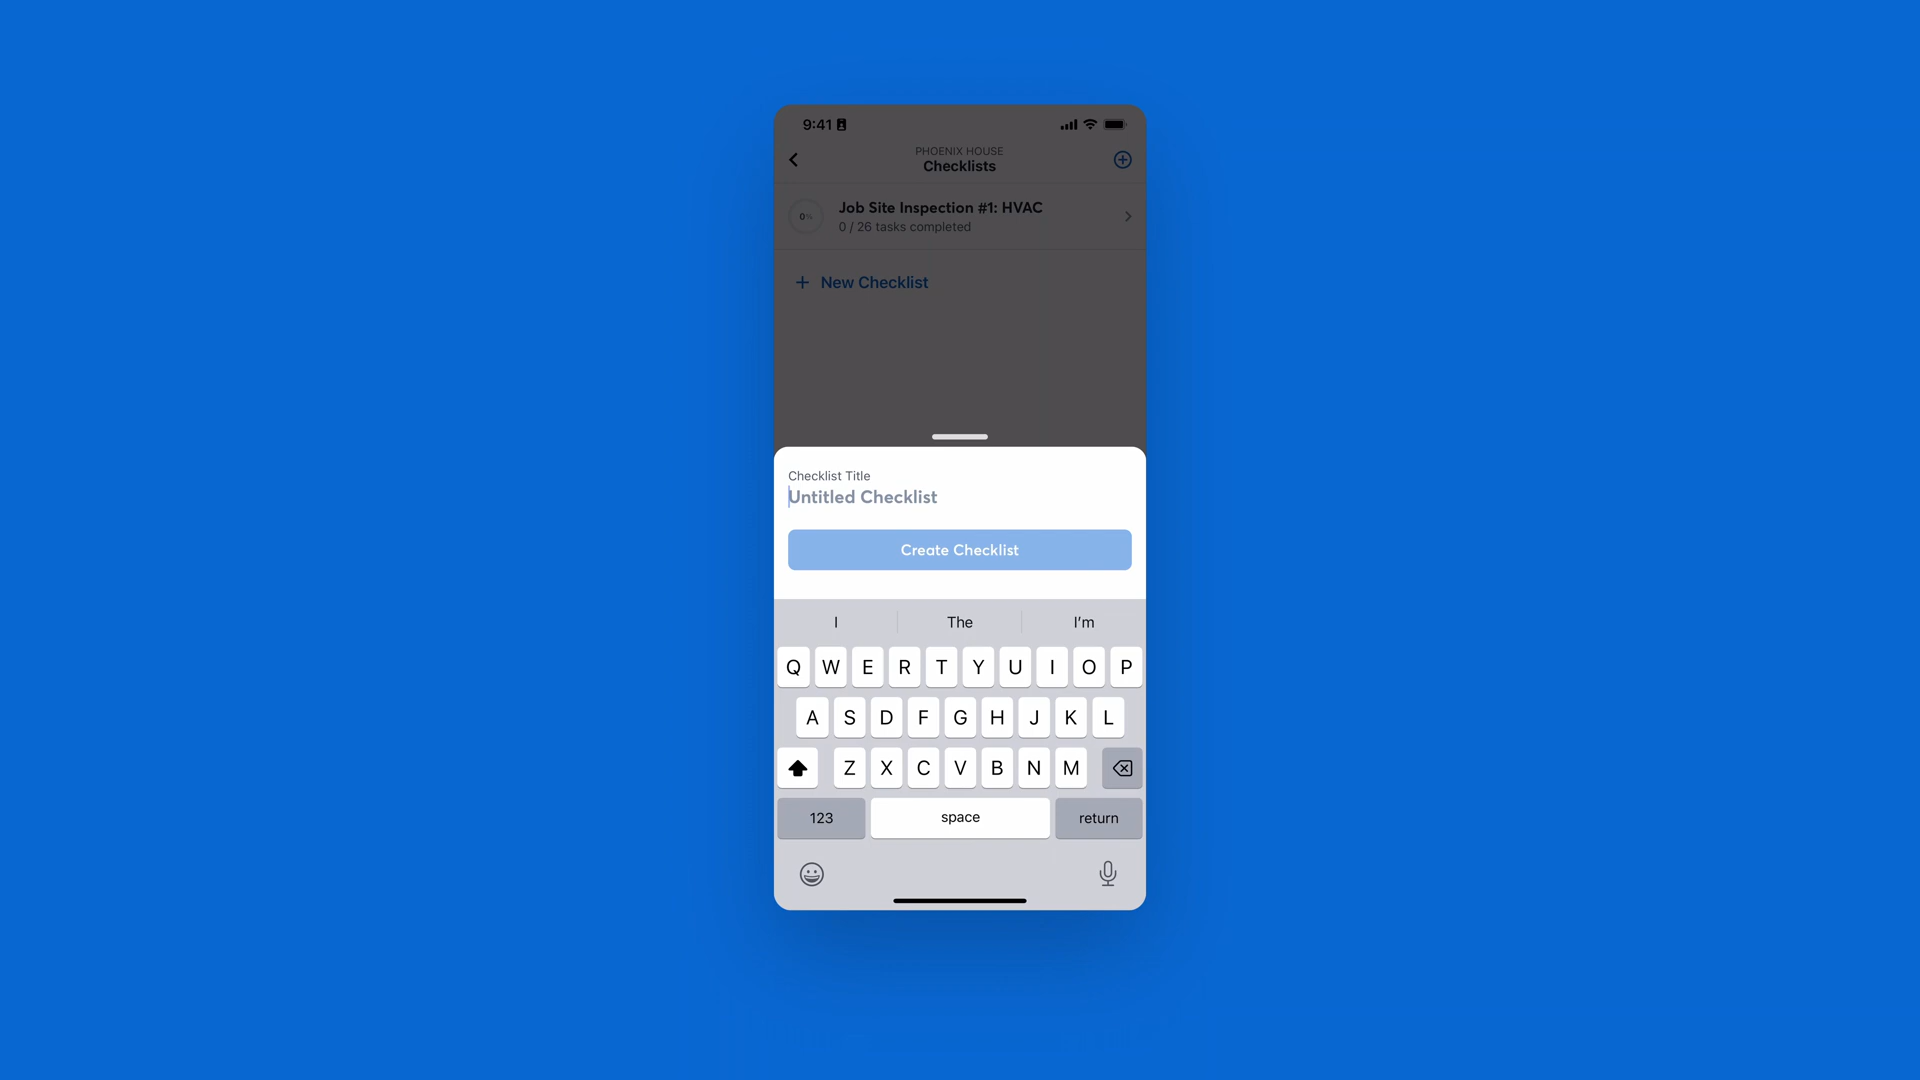 9:41
PHOENIX HOUSE
Checklists
0%
Job Site Inspection #1: HVAC
0 / 26 tasks completed
+ New Checklist
Checklist Title
Untitled Checklist
Create Checklist
I The I'm
Q W E R T Y U I O P
A S D F G H J K L
Z X C V B N M
123 space return